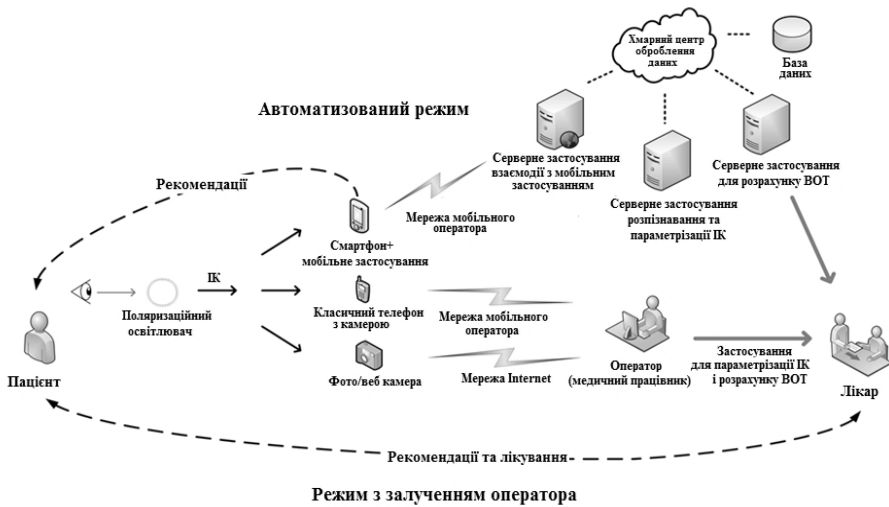 Хмарний центр
оброблення
даних
База
даних
Автоматизований режим
Серверне застосування
взаємодії з мобільним
застосуванням
Серверне застосування
розпізнавання та
параметрізації ІК
Серверне застосування
для розрахунку ВОТ
Рекомендації
Мережа мобільного
оператора
Смартфон+
мобільне застосування
ІК
Поляризаційний
освітлювач
Класичний телефон
з камерою
Мережа мобільного
оператора
Фото/веб камера
Мережа Internet
Оператор
(медичний працівник)
Застосування
для параметрізації ІК
і розрахунку ВОТ
Пацієнт
Лікар
Рекомендації та лікування
Режим з залученням оператора